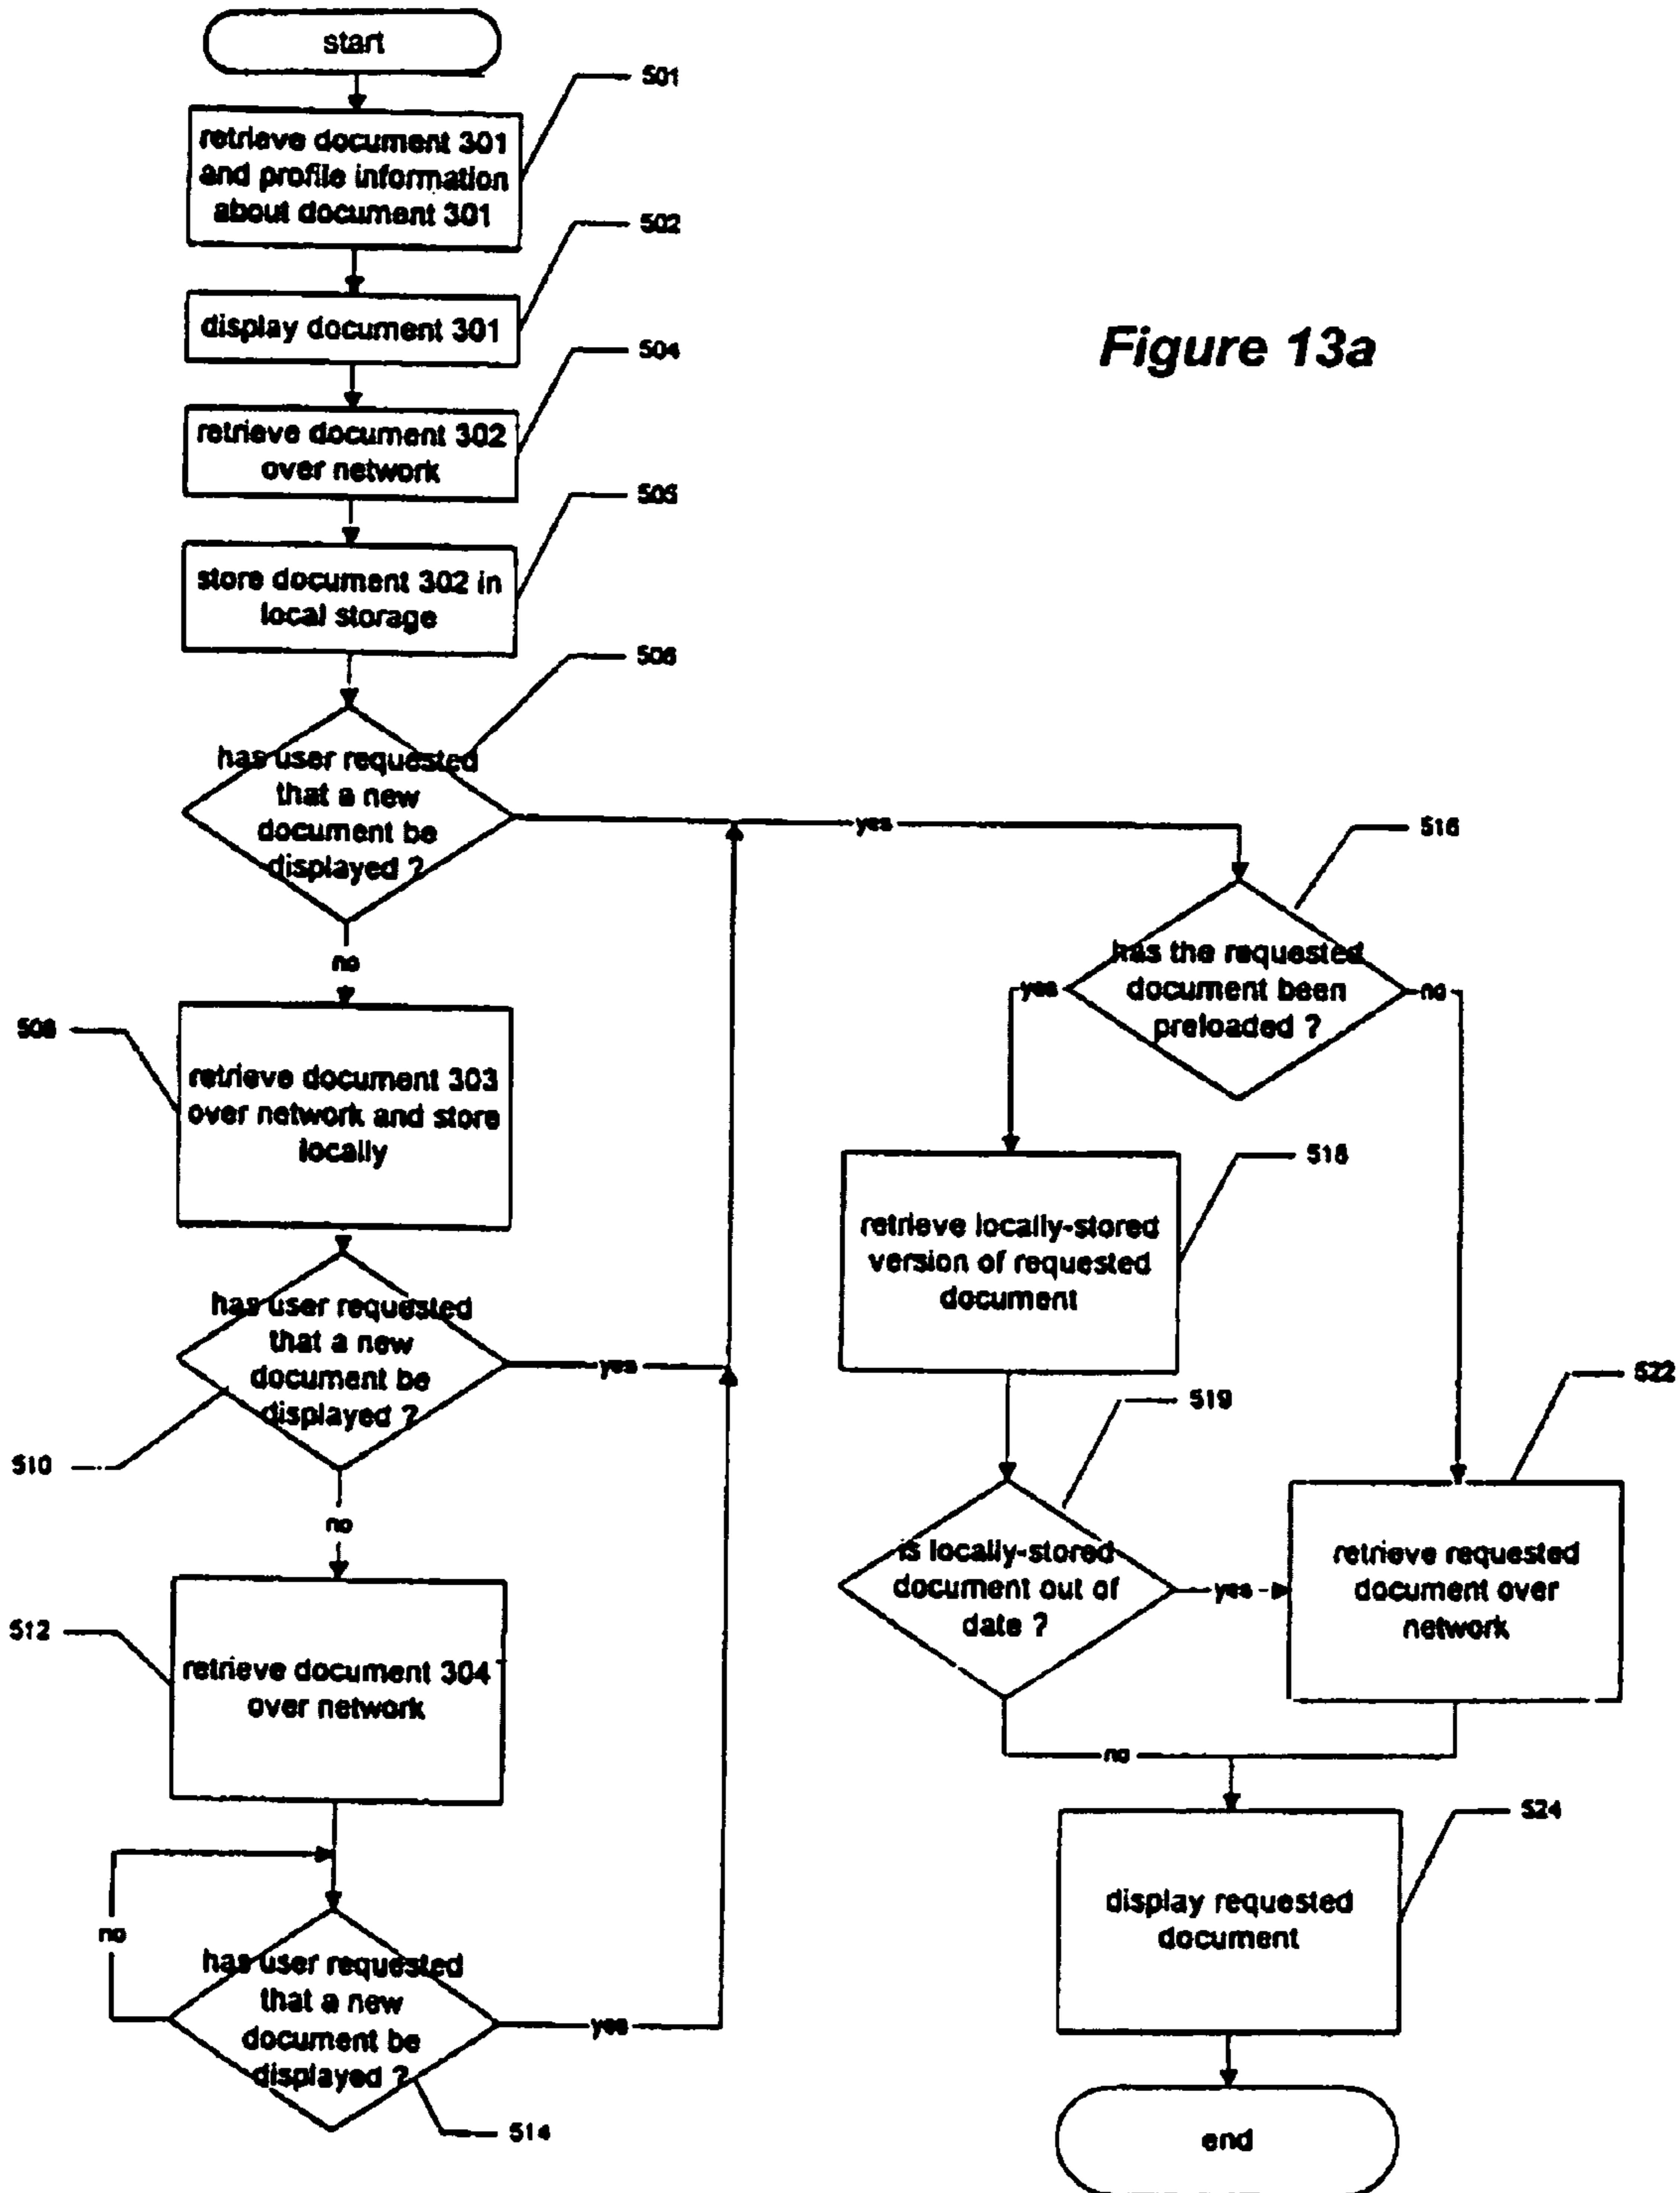 start
501
retrieve document 301
and profile information
about document 301
502
display document 301
504
retrieve document 302
over network
505
store document 302 in
local storage
506
has user requested
that a new
document be
displayed ?
yes
no
508
retrieve document 303
over network and store
locally
has user requested
that a new
document be
displayed ?
yes
510
no
512
retrieve document 304
over network
no
has user requested
that a new
document be
displayed ?
yes
514
Figure 13a
516
has the requested
document been
preloaded ?
yes
no
518
retrieve locally-stored
version of requested
document
519
is locally-stored
document out of
date ?
yes
522
retrieve requested
document over
network
no
524
display requested
document
end